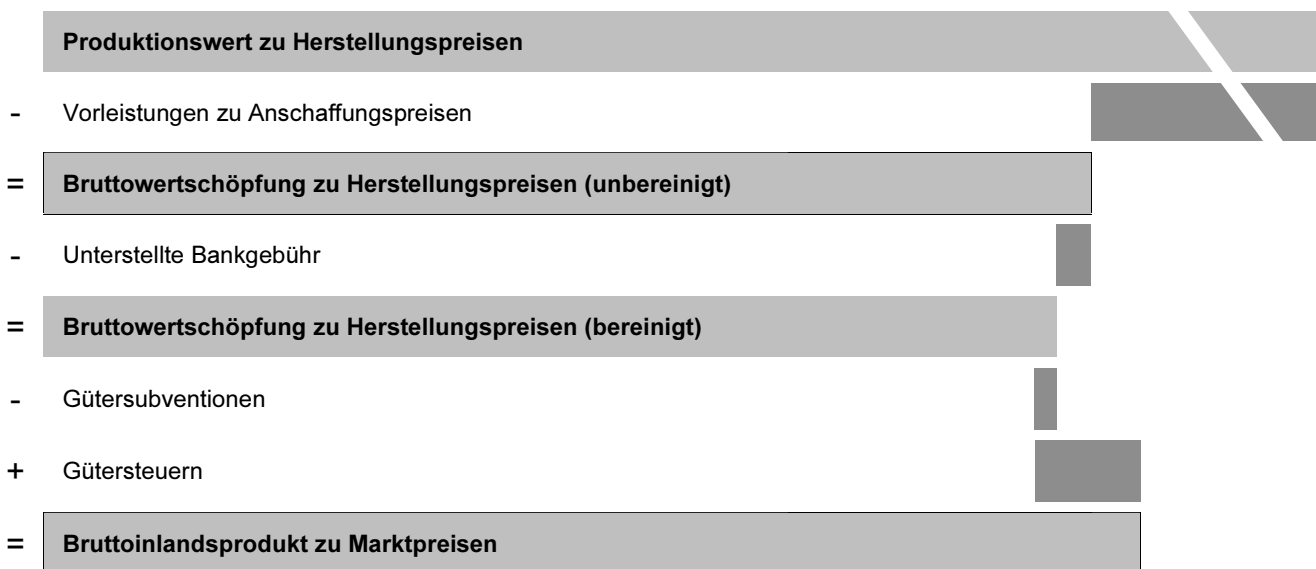 Produktionswert zu Herstellungspreisen
- Vorleistungen zu Anschaffungspreisen
= Bruttowertschöpfung zu Herstellungspreisen (unbereinigt)
- Unterstellte Bankgebühr
= Bruttowertschöpfung zu Herstellungspreisen (bereinigt)
- Gütersubventionen
+ Gütersteuern
= Bruttoinlandsprodukt zu Marktpreisen